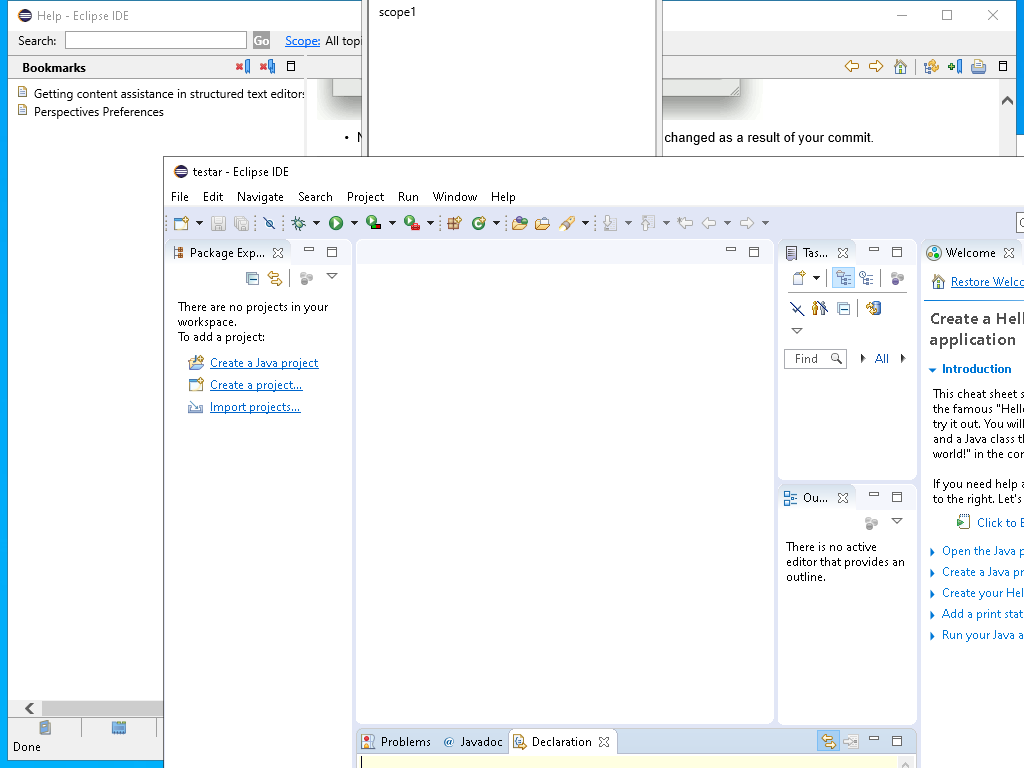 Help - Eclipse IDE
scope1
Search:
Go
Scope:
All topi
Bookmarks
Getting content assistance in structured text editors
Perspectives Preferences
changed as a result of your commit.
testar - Eclipse IDE
File Edit Navigate Search Project Run Window Help
Package Exp...
There are no projects in your
workspace.
To add a project:
Create a Java project
Create a project...
Import projects...
Tas...
Find
All
Ou...
There is no active
editor that provides an
outline.
Welcome
Restore Welco
Create a Hell
application
Introduction
This cheat sheet s
the famous "Hello
try it out. You will
and a Java class th
world!" in the con
If you need help a
to the right. Let's
Click to B
Open the Java p
Create a Java pr
Create your Hel
Add a print stat
Run your Java a
Problems
@ Javadoc
Declaration
Done